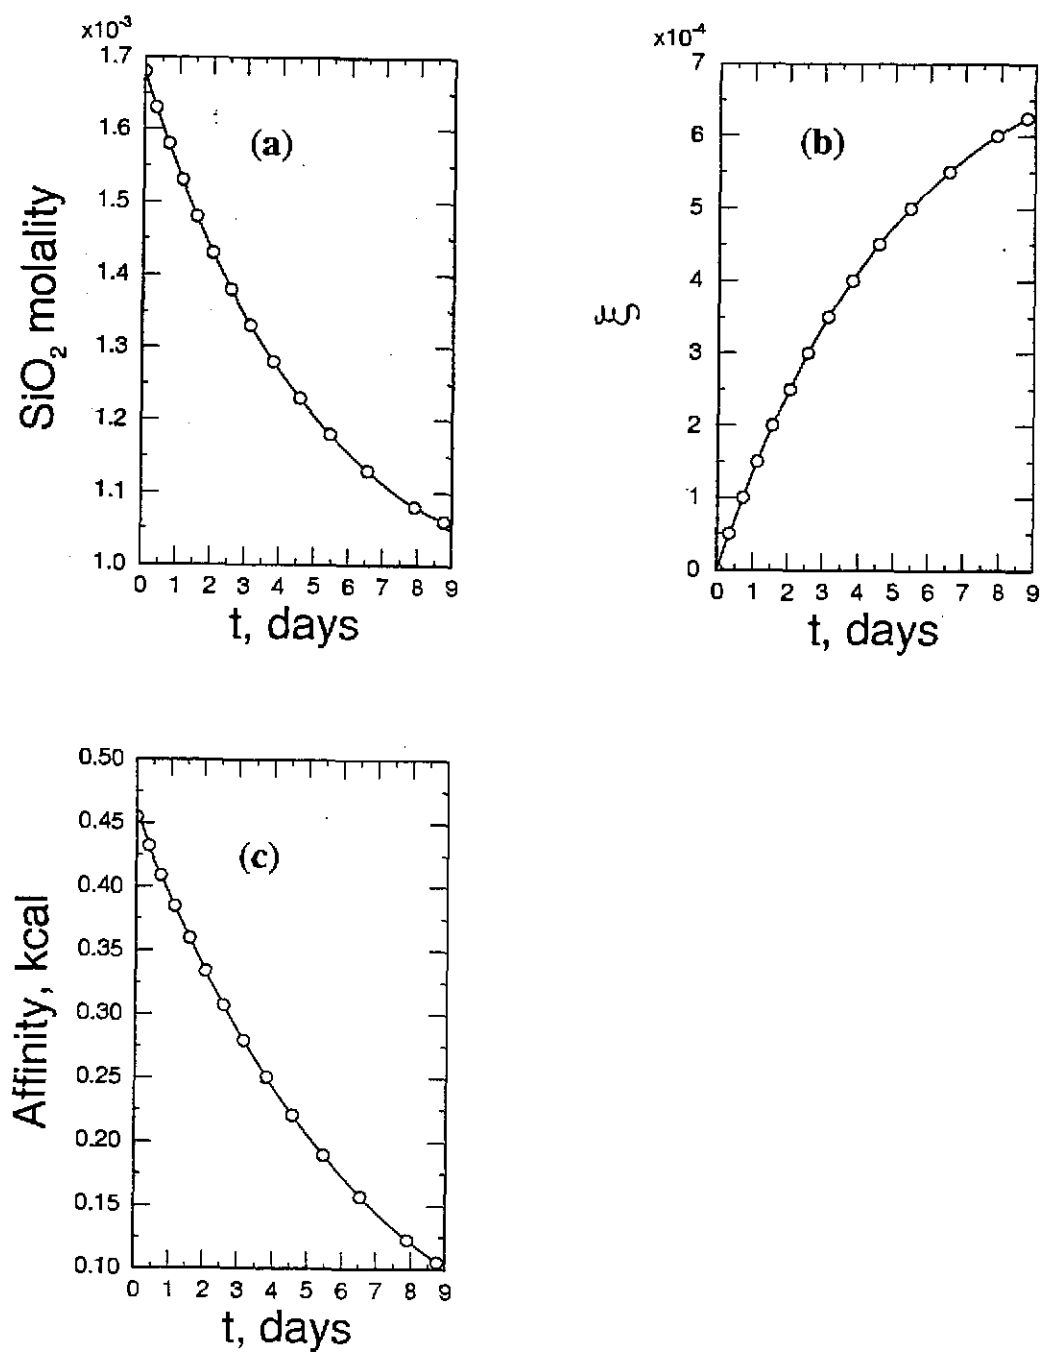 x10⁻³
1.7
1.6
1.5
1.4
1.3
1.2
1.1
1.0
SiO₂ molality
(a)
0 1 2 3 4 5 6 7 8 9
t, days
x10⁻⁴
7
6
5
4
3
2
1
0
ξ
(b)
0 1 2 3 4 5 6 7 8 9
t, days
0.50
0.45
0.40
0.35
0.30
0.25
0.20
0.15
0.10
Affinity, kcal
(c)
0 1 2 3 4 5 6 7 8 9
t, days